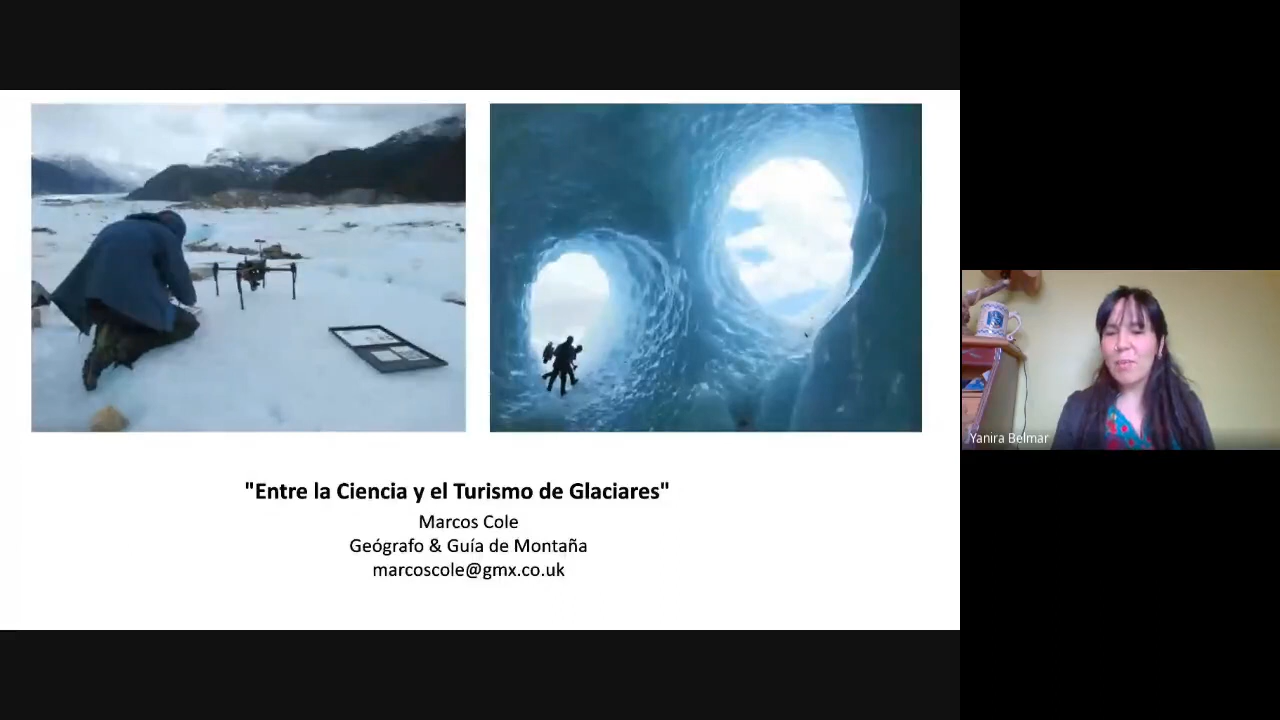 "Entre la Ciencia y el Turismo de Glaciares"
Marcos Cole
Geógrafo & Guía de Montaña
marcoscole@gmx.co.uk
Yanira Belmar